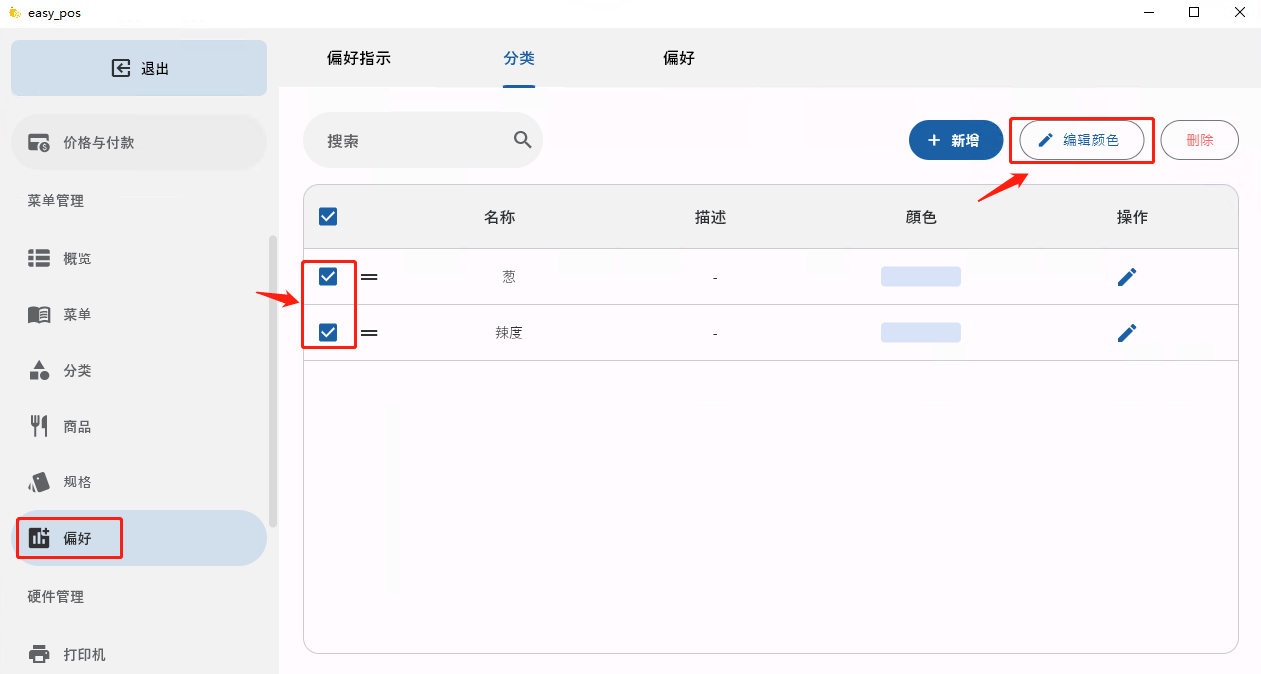 easy_pos
退出
价格与付款
菜单管理
概览
菜单
分类
商品
规格
偏好
硬件管理
打印机
偏好指示 分类 偏好
搜索
+ 新增 编辑颜色 删除
名称 描述 顔色 操作
葱 -
辣度 -